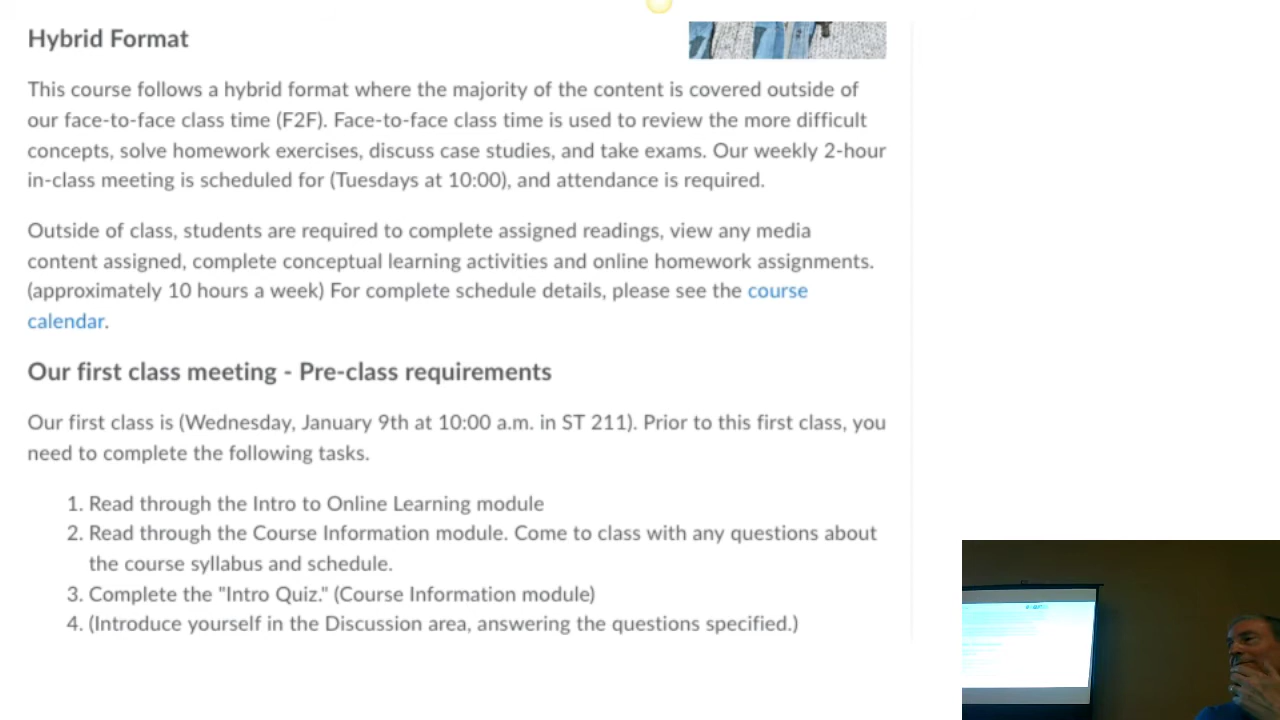 Hybrid Format
This course follows a hybrid format where the majority of the content is covered outside of
our face-to-face class time (F2F). Face-to-face class time is used to review the more difficult
concepts, solve homework exercises, discuss case studies, and take exams. Our weekly 2-hour
in-class meeting is scheduled for (Tuesdays at 10:00), and attendance is required.
Outside of class, students are required to complete assigned readings, view any media
content assigned, complete conceptual learning activities and online homework assignments.
(approximately 10 hours a week) For complete schedule details, please see the course
calendar.
Our first class meeting - Pre-class requirements
Our first class is (Wednesday, January 9th at 10:00 a.m. in ST 211). Prior to this first class, you
need to complete the following tasks.
1. Read through the Intro to Online Learning module
2. Read through the Course Information module. Come to class with any questions about
the course syllabus and schedule.
3. Complete the "Intro Quiz." (Course Information module)
4. (Introduce yourself in the Discussion area, answering the questions specified.)